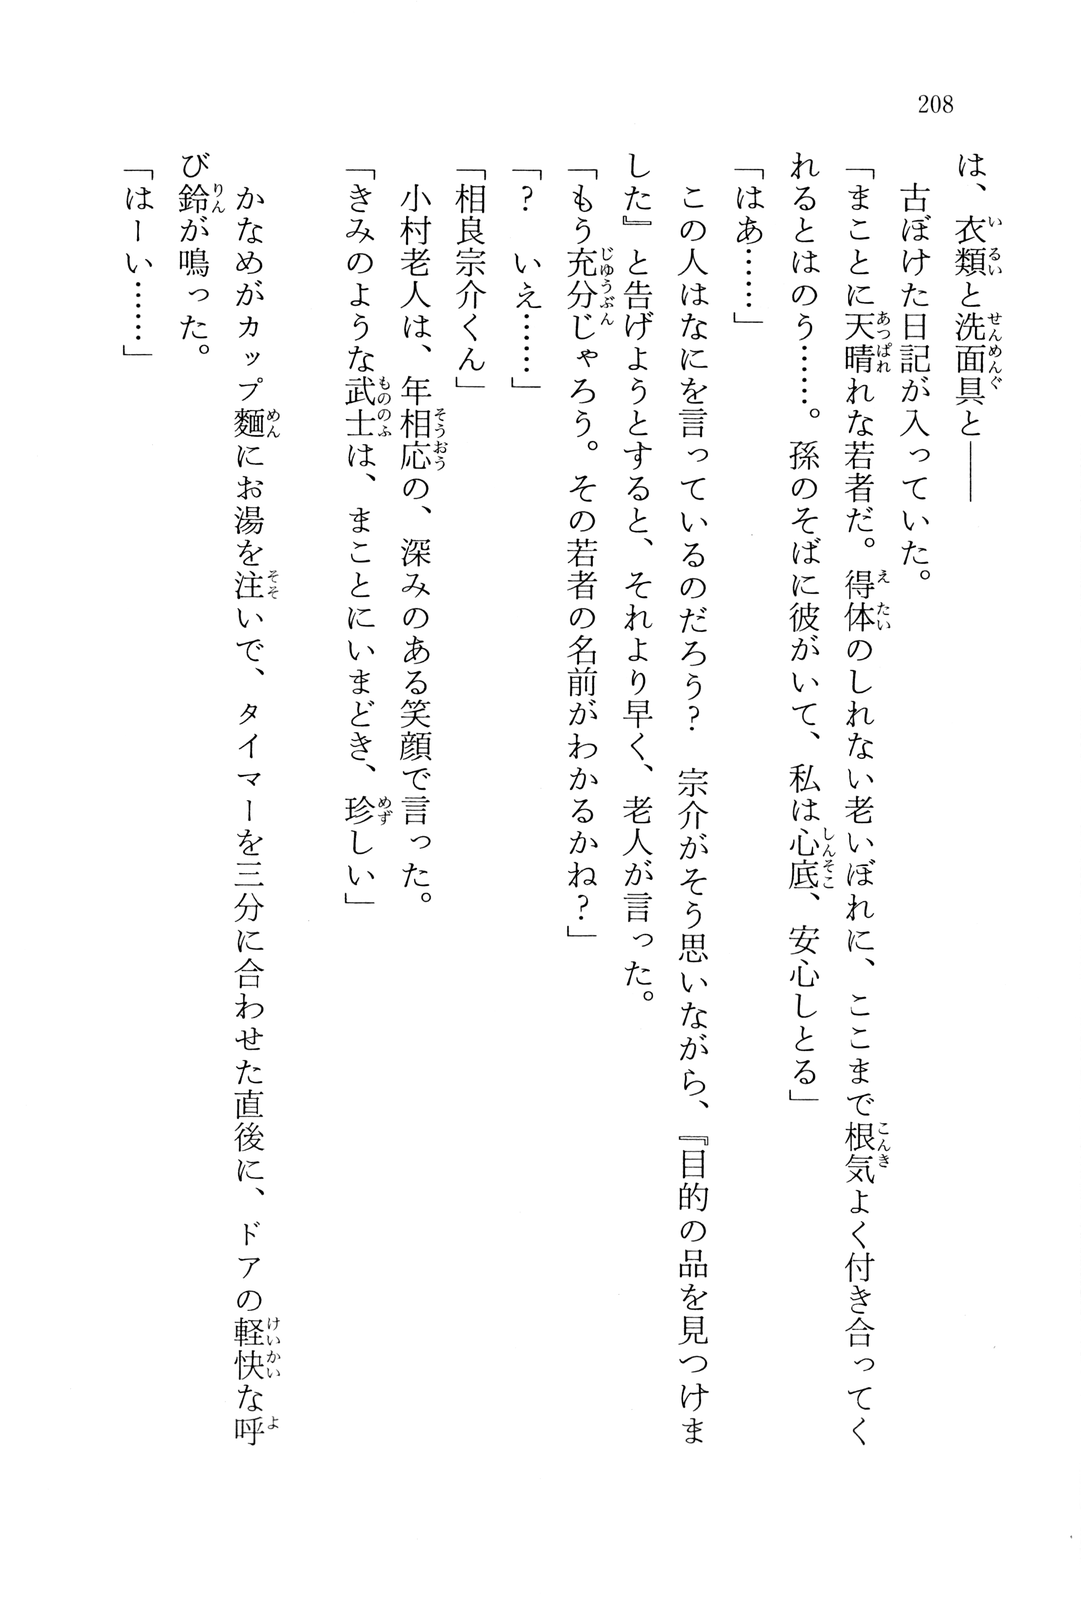 208
は、衣類と洗面具と――
古ぼけた日記が入っていた。
「まことに天晴れな若者だ。得体のしれない老いぼれに、ここまで根気よく付き合ってく
れるとはのう……。孫のそばに彼がいて、私は心底、安心しとる」
「はあ……」
この人はなにを言っているのだろう？　宗介がそう思いながら、『目的の品を見つけま
した』と告げようとすると、それより早く、老人が言った。
「もう充分じゃろう。その若者の名前がわかるかね？」
「？　いえ……」
「相良宗介くん」
小村老人は、年相応の、深みのある笑顔で言った。
「きみのような武士は、まことにいまどき、珍しい」
かなめがカップ麵にお湯を注いで、タイマーを三分に合わせた直後に、ドアの軽快な呼
び鈴が鳴った。
「はーい……」